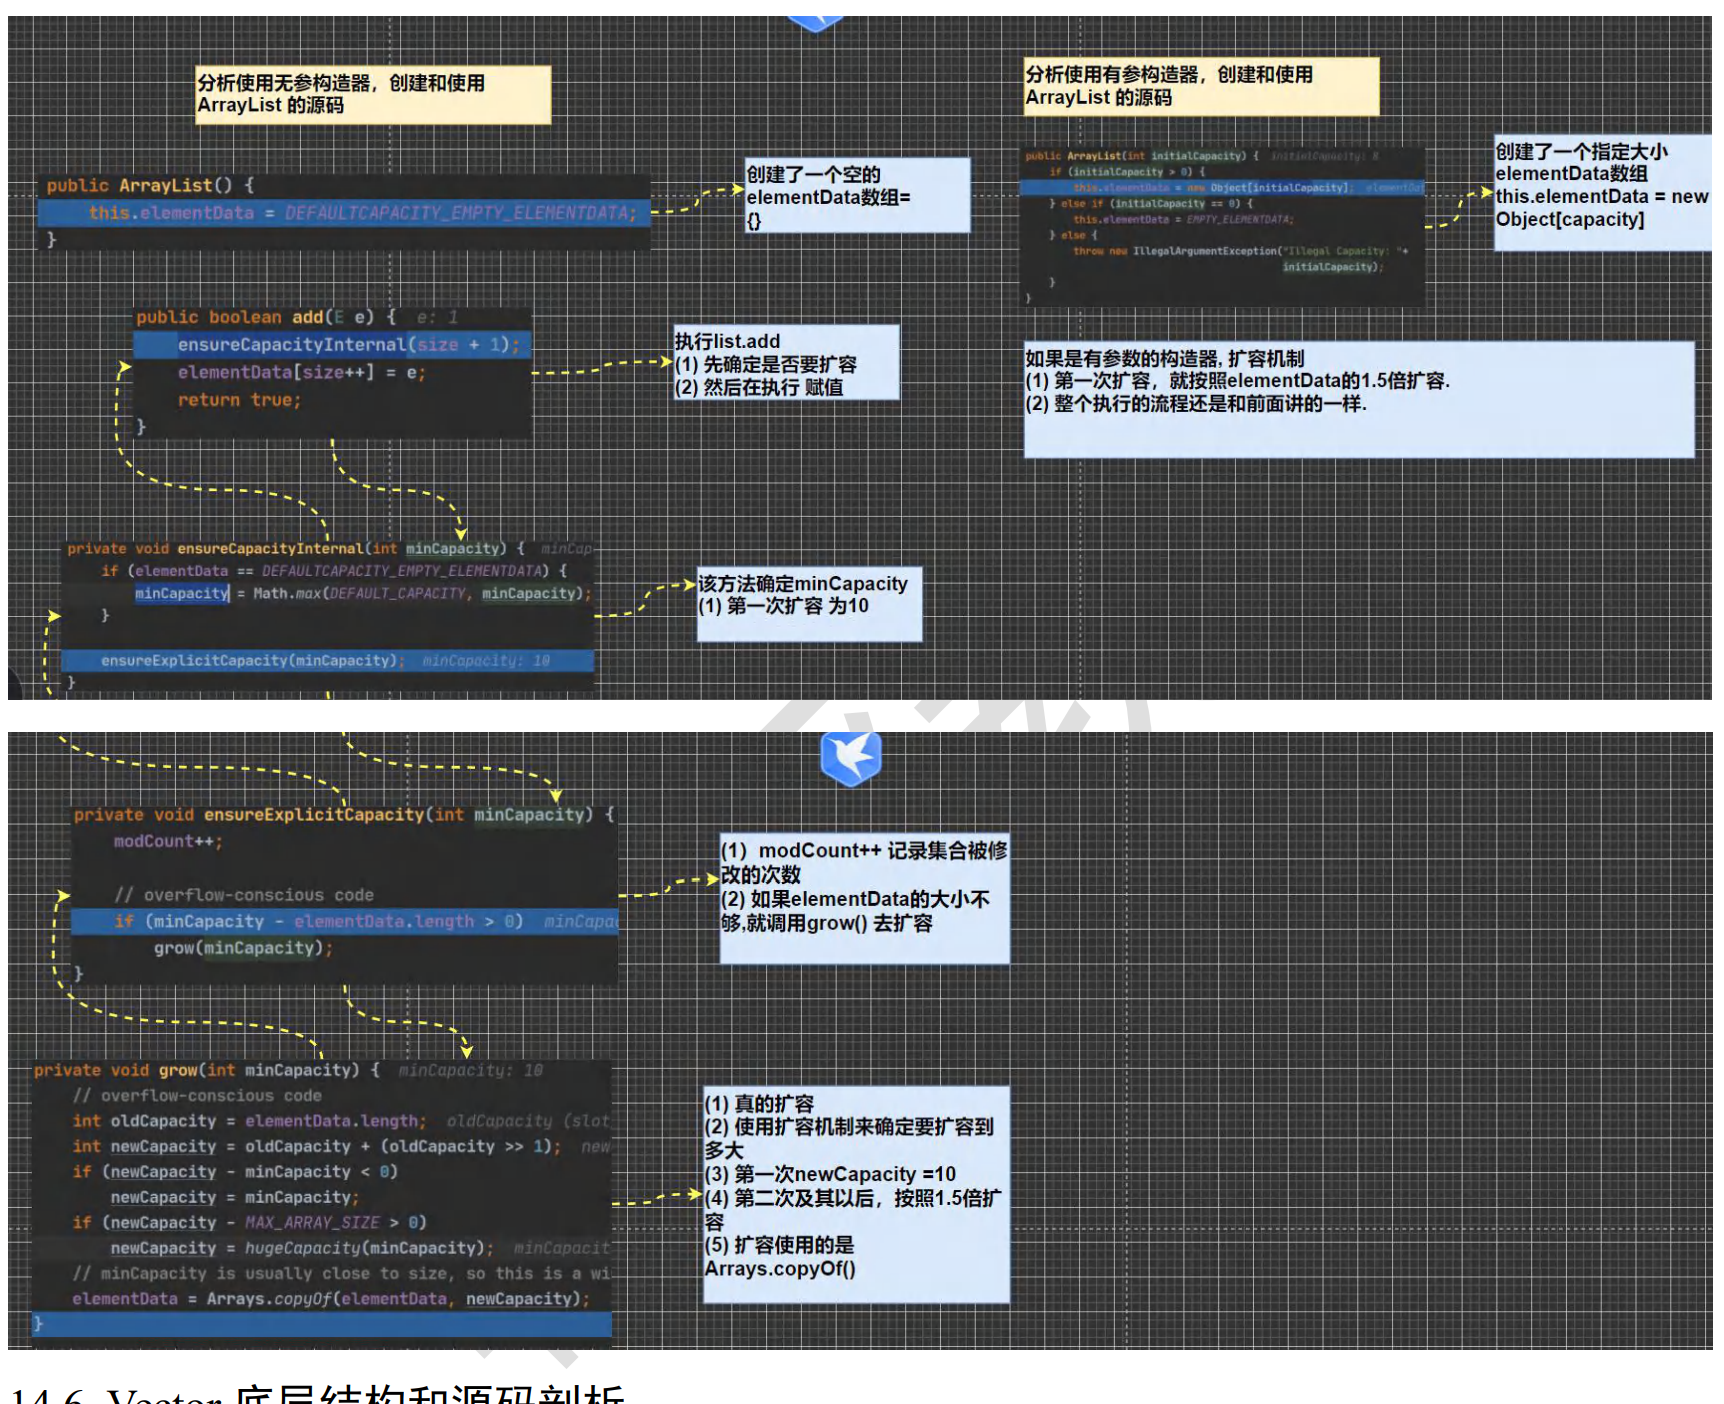 分析使用无参构造器，创建和使用
ArrayList 的源码
public ArrayList() {
this.elementData = DEFAULTCAPACITY_EMPTY_ELEMENTDATA;
}
创建了一个空的
elementData数组=
{}
public boolean add(E e) { e: 1
ensureCapacityInternal(size + 1);
elementData[size++] = e;
return true;
}
执行list.add
(1) 先确定是否要扩容
(2) 然后在执行 赋值
private void ensureCapacityInternal(int minCapacity) { minCap
if (elementData == DEFAULTCAPACITY_EMPTY_ELEMENTDATA) {
minCapacity = Math.max(DEFAULT_CAPACITY, minCapacity);
}
ensureExplicitCapacity(minCapacity); minCapacity: 10
}
该方法确定minCapacity
(1) 第一次扩容 为10
分析使用有参构造器，创建和使用
ArrayList 的源码
public ArrayList(int initialCapacity) { initialCapacity: 8
if (initialCapacity > 0) {
this.elementData = new Object[initialCapacity]; elementDat
} else if (initialCapacity == 0) {
this.elementData = EMPTY_ELEMENTDATA;
} else {
throw new IllegalArgumentException("Illegal Capacity: "+
initialCapacity);
}
}
创建了一个指定大小
elementData数组
this.elementData = new
Object[capacity]
如果是有参数的构造器, 扩容机制
(1) 第一次扩容，就按照elementData的1.5倍扩容.
(2) 整个执行的流程还是和前面讲的一样.
private void ensureExplicitCapacity(int minCapacity) {
modCount++;
// overflow-conscious code
if (minCapacity - elementData.length > 0) minCapa
grow(minCapacity);
}
(1）modCount++ 记录集合被修
改的次数
(2) 如果elementData的大小不
够,就调用grow() 去扩容
private void grow(int minCapacity) { minCapacity: 10
// overflow-conscious code
int oldCapacity = elementData.length; oldCapacity (slot
int newCapacity = oldCapacity + (oldCapacity >> 1); new
if (newCapacity - minCapacity < 0)
newCapacity = minCapacity;
if (newCapacity - MAX_ARRAY_SIZE > 0)
newCapacity = hugeCapacity(minCapacity); minCapacit
// minCapacity is usually close to size, so this is a wi
elementData = Arrays.copyOf(elementData, newCapacity);
}
(1) 真的扩容
(2) 使用扩容机制来确定要扩容到
多大
(3) 第一次newCapacity =10
(4) 第二次及其以后，按照1.5倍扩
容
(5) 扩容使用的是
Arrays.copyOf()
14.6 Vector 底层结构和源码剖析